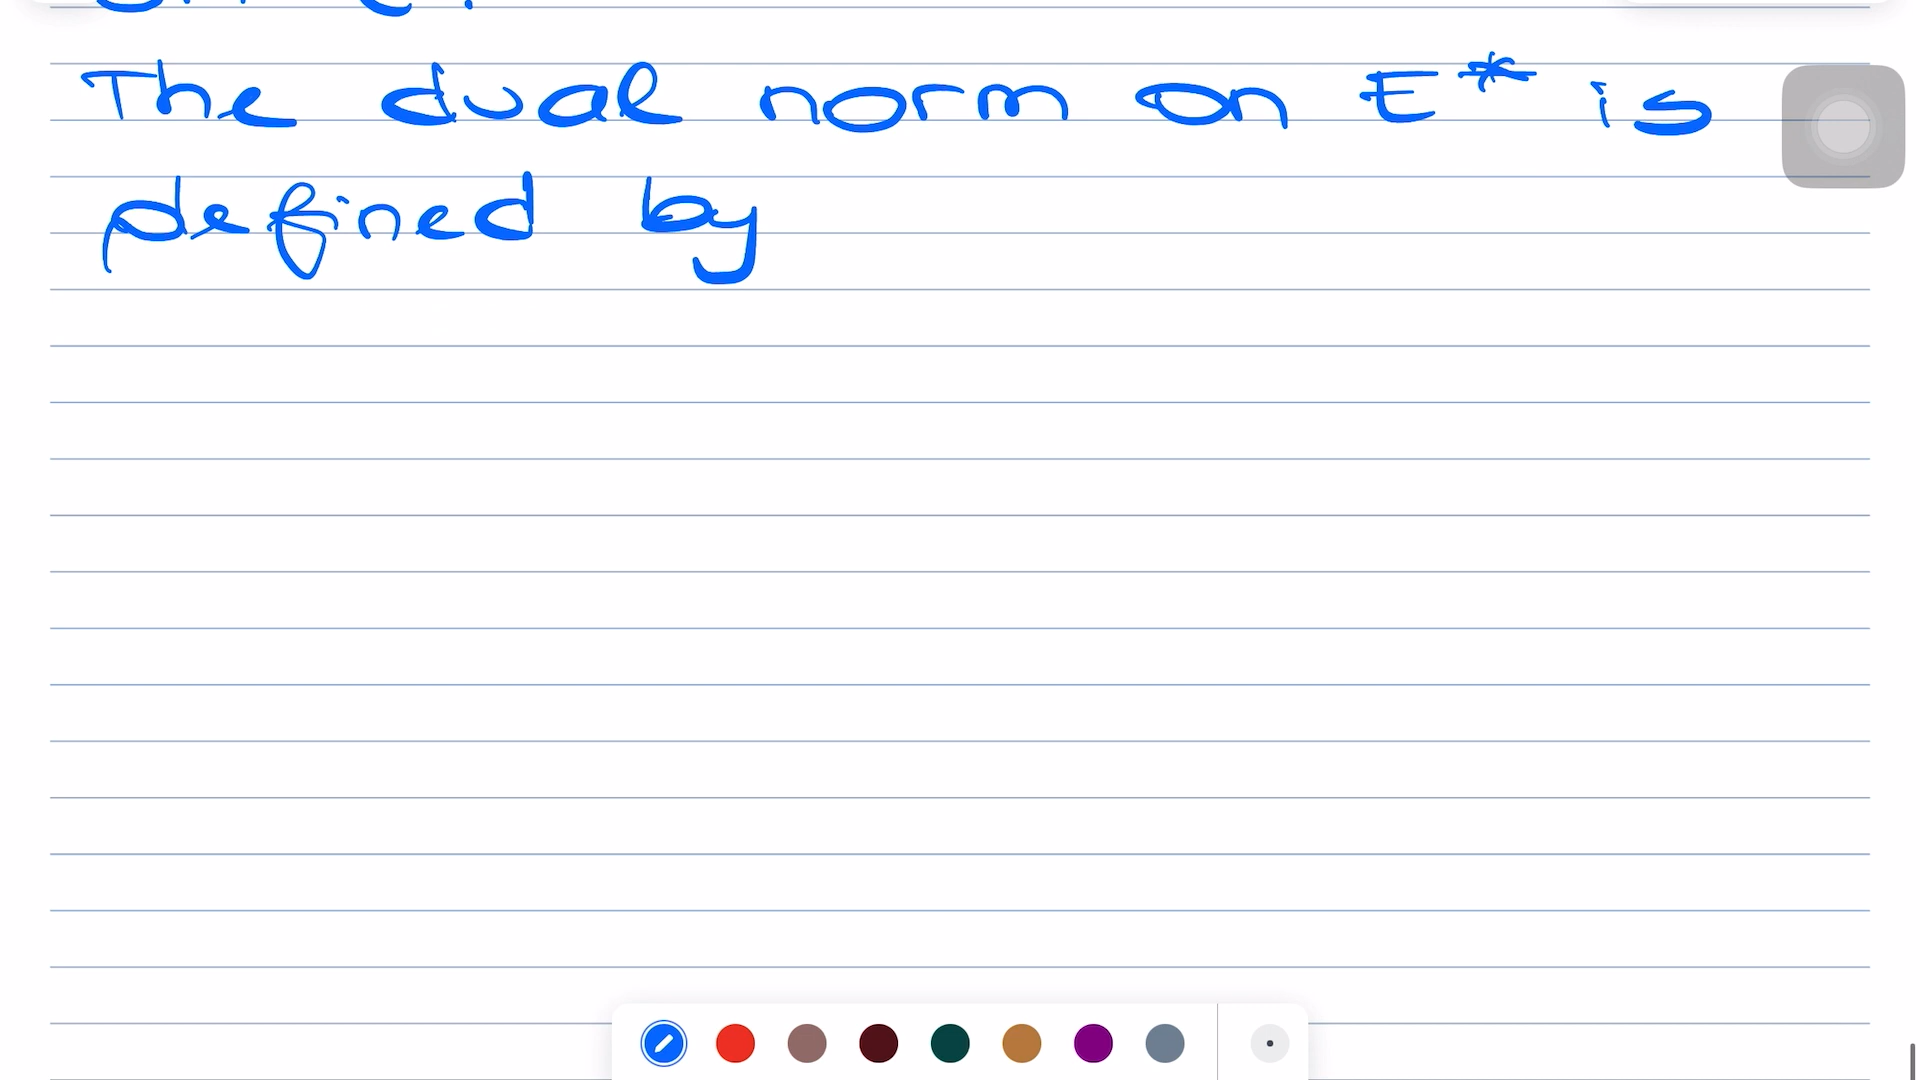 The dual norm on E* is
defined by